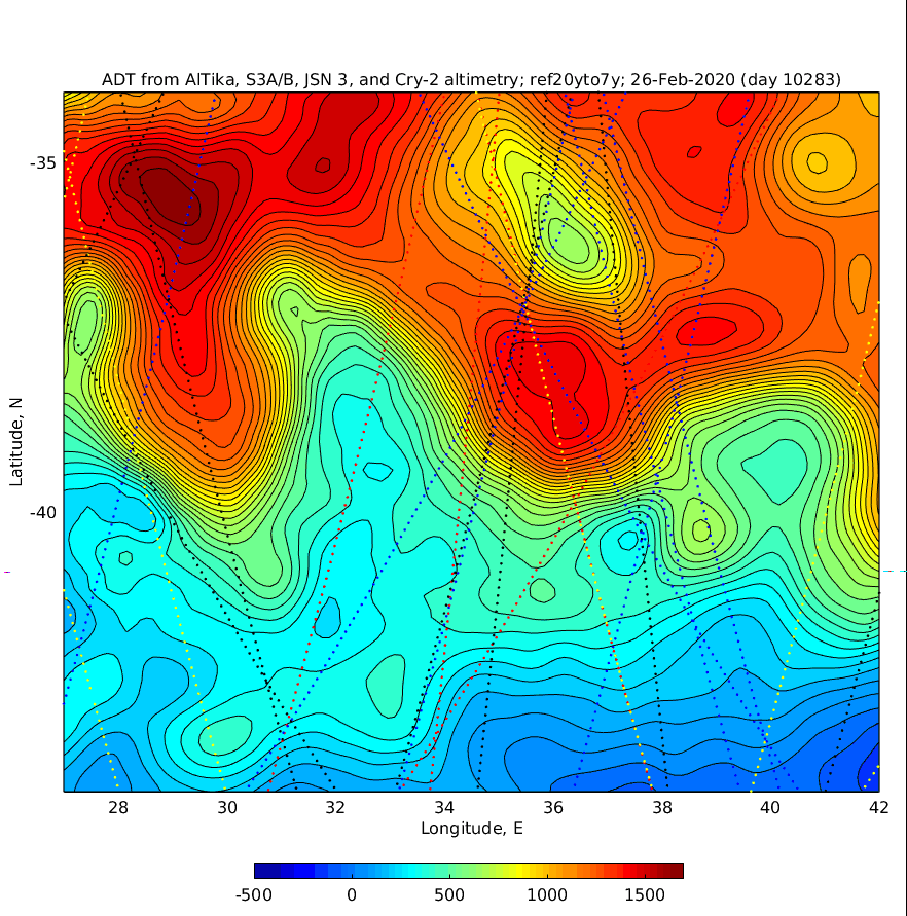 ADT from AlTika, S3A/B, JSN 3, and Cry-2 altimetry; ref20yto7y; 26-Feb-2020 (day 10283)
-35
Latitude, N
-40
28 30 32 34 36 38 40 42
Longitude, E
-500 0 500 1000 1500